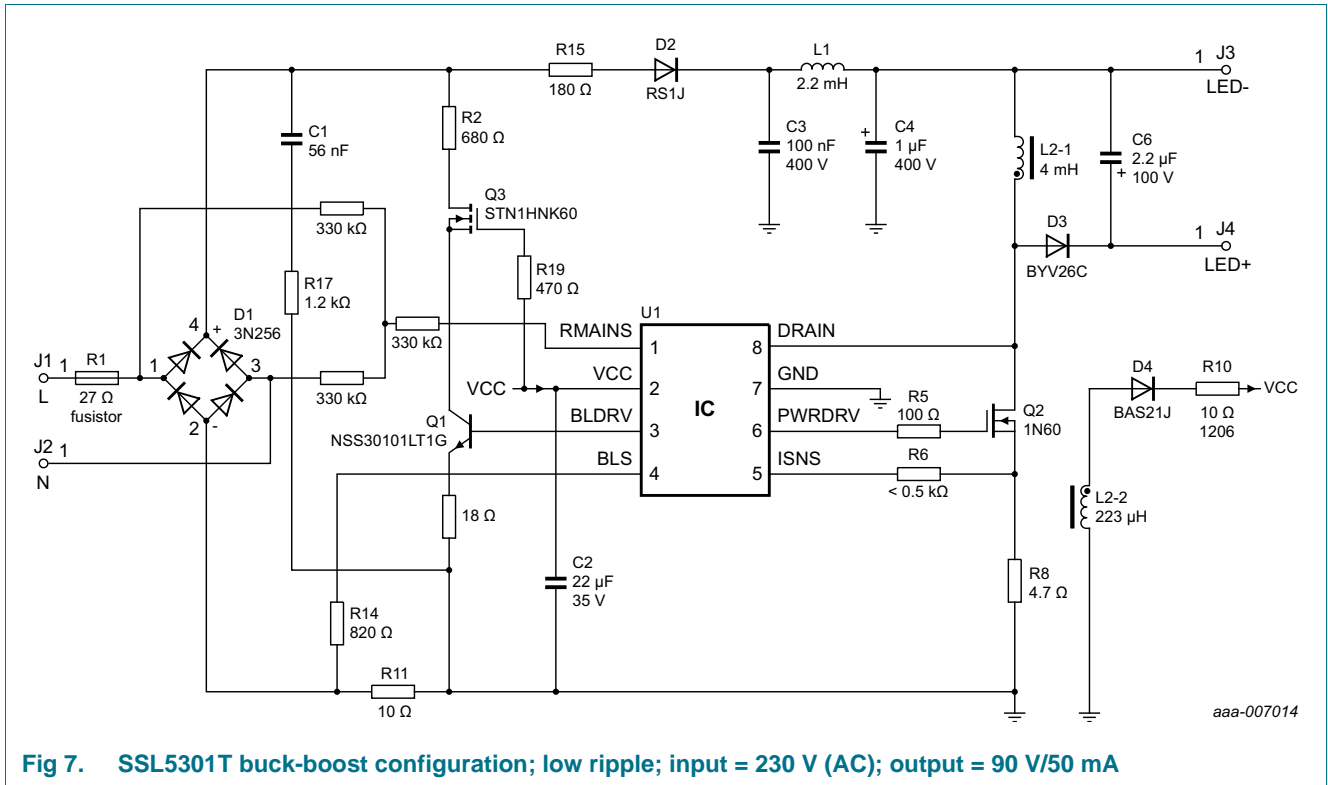 R15
180 Ω
D2
RS1J
L1
2.2 mH
1
J3
LED-
C1
56 nF
R2
680 Ω
C3
100 nF
400 V
+
C4
1 µF
400 V
L2-1
4 mH
C6
2.2 µF
100 V
+
330 kΩ
Q3
STN1HNK60
D3
BYV26C
1
J4
LED+
R17
1.2 kΩ
R19
470 Ω
D1
3N256
4
+
330 kΩ
U1
RMAINS
1
8
DRAIN
J1
1
L
R1
27 Ω
fusistor
1
3
330 kΩ
VCC
VCC
2
7
GND
D4
BAS21J
R10
10 Ω
1206
VCC
2
-
Q1
NSS30101LT1G
BLDRV
3
IC
6
PWRDRV
R5
100 Ω
Q2
1N60
J2
1
N
BLS
4
5
ISNS
R6
< 0.5 kΩ
L2-2
223 µH
18 Ω
C2
22 µF
35 V
R8
4.7 Ω
R14
820 Ω
R11
10 Ω
aaa-007014
Fig 7. SSL5301T buck-boost configuration; low ripple; input = 230 V (AC); output = 90 V/50 mA